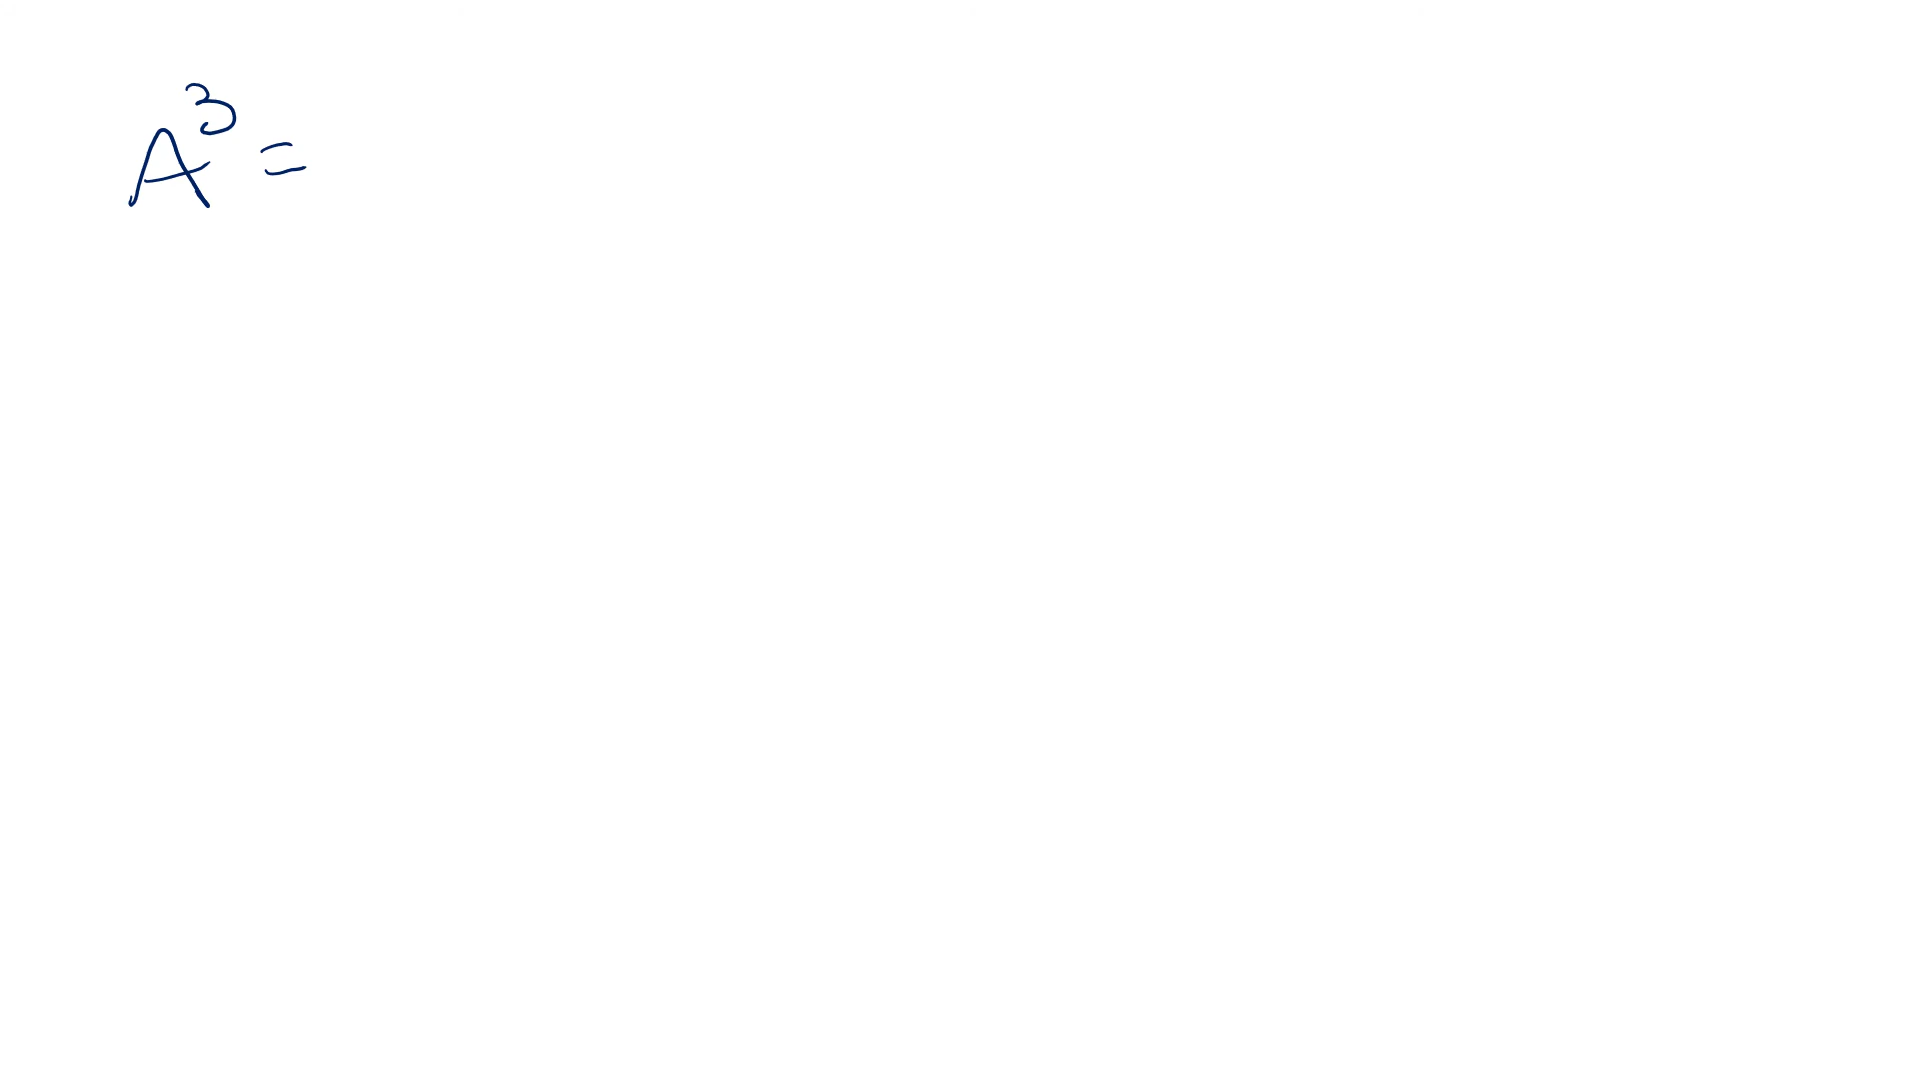 A³ =